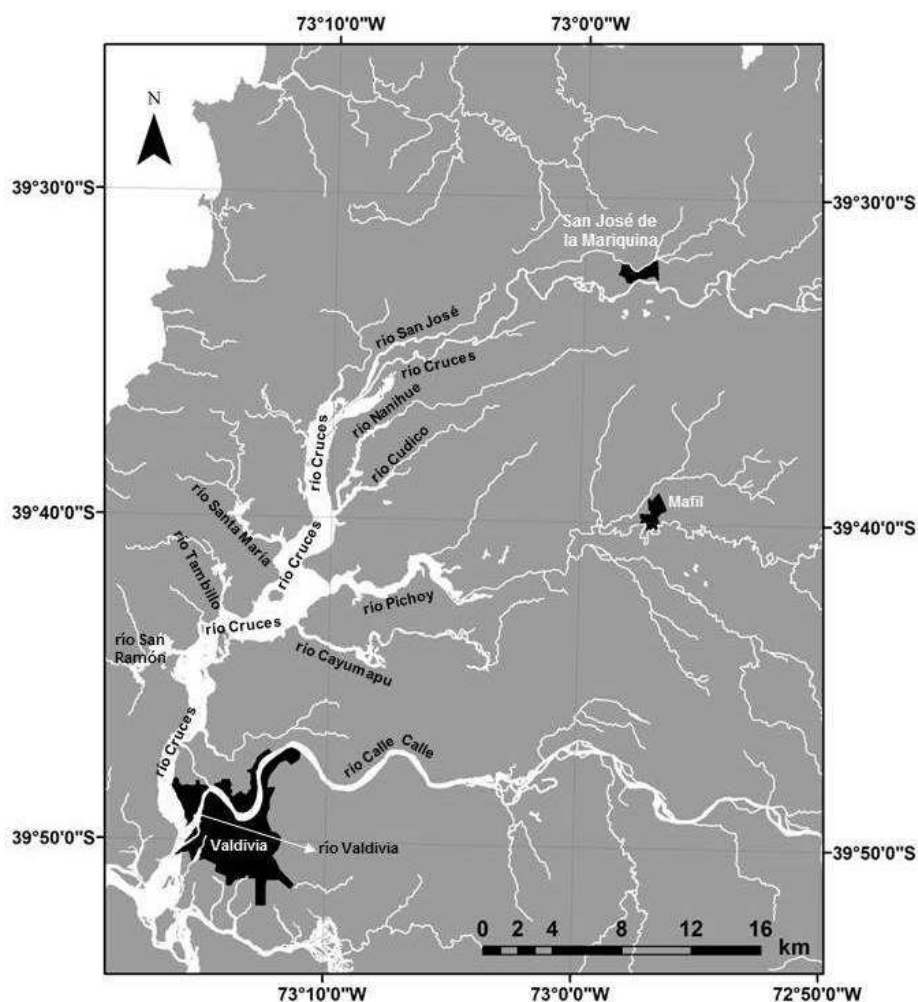 73°10'0"W
73°0'0"W
N
39°30'0"S
39°30'0"S
San José de
la Mariquina
río San José
río Cruces
río Nanihue
río Cruces
río Cudico
río Santa María
39°40'0"S
Mafil
39°40'0"S
río Cruces
río Tambillo
río Pichoy
río Cruces
río San
Ramón
río Cayumapu
río Cruces
río Calle Calle
39°50'0"S
Valdivia
río Valdivia
39°50'0"S
0 2 4 8 12 16
km
73°10'0"W
73°0'0"W
72°50'0"W